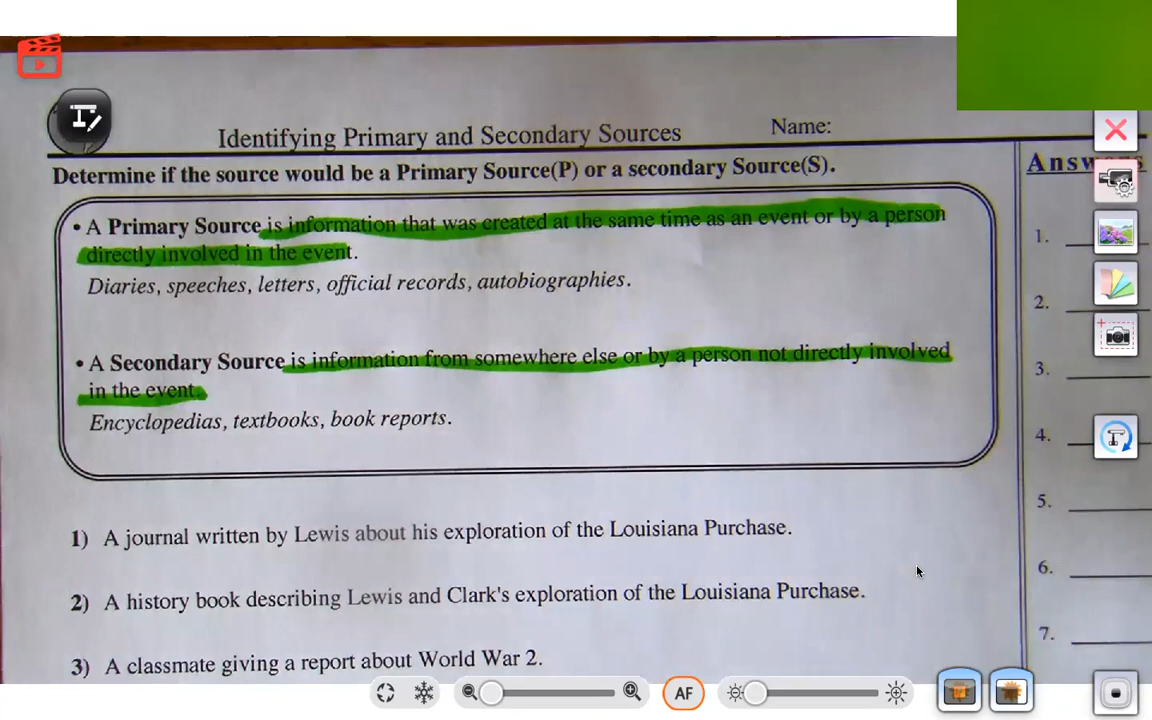 Identifying Primary and Secondary Sources
Name:
Determine if the source would be a Primary Source(P) or a secondary Source(S).
• A Primary Source is information that was created at the same time as an event or by a person
directly involved in the event.
Diaries, speeches, letters, official records, autobiographies.
• A Secondary Source is information from somewhere else or by a person not directly involved
in the event.
Encyclopedias, textbooks, book reports.
1) A journal written by Lewis about his exploration of the Louisiana Purchase.
2) A history book describing Lewis and Clark's exploration of the Louisiana Purchase.
3) A classmate giving a report about World War 2.
1.
2.
3.
4.
5.
6.
7.
AF